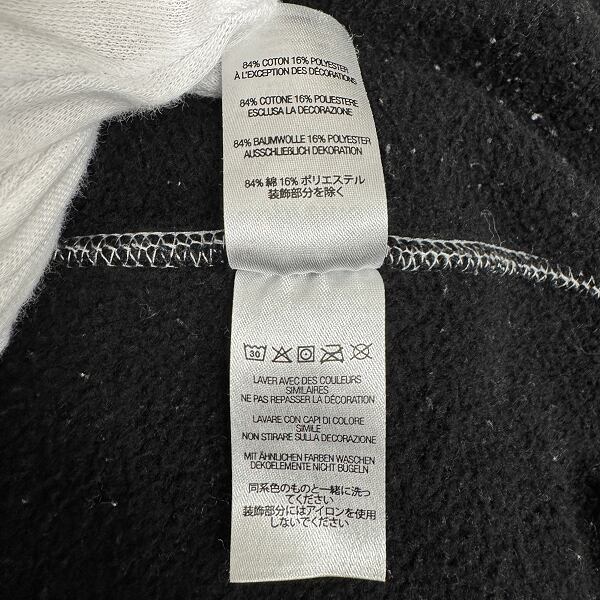 84% COTON 16% POLYESTER
À L'EXCEPTION DES DÉCORATIONS
84% COTONE 16% POLIESTERE
ESCLUSA LA DECORAZIONE
84% BAUMWOLLE 16% POLYESTER
AUSSCHLIEßLICH DEKORATION
84% 綿 16% ポリエステル
装飾部分を除く
30
LAVER AVEC DES COULEURS
SIMILAIRES
NE PAS REPASSER LA DÉCORATION
LAVARE CON CAPI DI COLORE
SIMILE
NON STIRARE SULLA DECORAZIONE
MIT ÄHNLICHEN FARBEN WASCHEN
DEKOELEMENTE NICHT BÜGELN
同系色のものと一緒に洗っ
てください
装飾部分にはアイロンを使用
しないでください